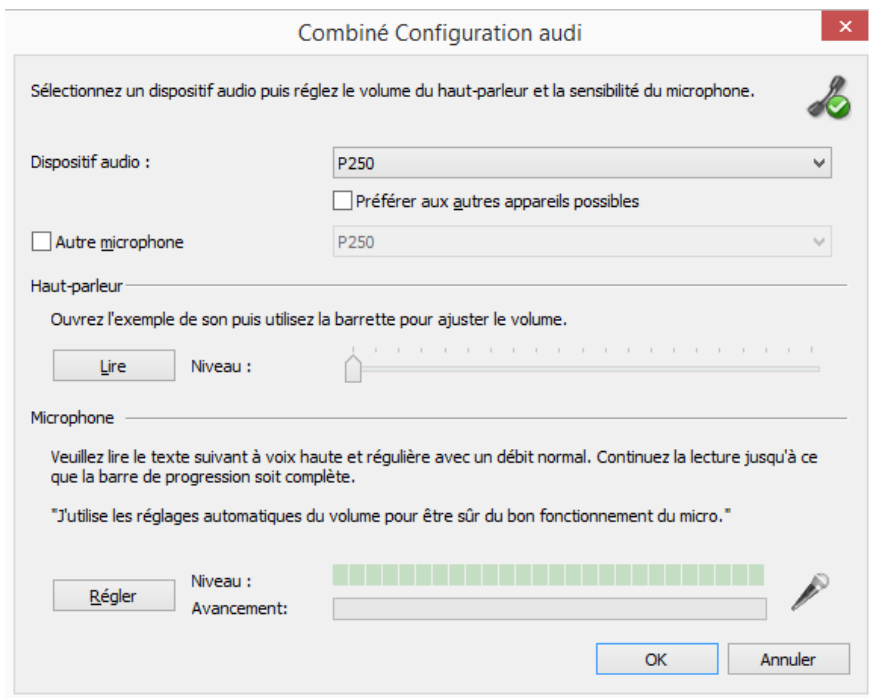 Combiné Configuration audi
Sélectionnez un dispositif audio puis réglez le volume du haut-parleur et la sensibilité du microphone.
Dispositif audio :
P250
Préférer aux autres appareils possibles
Autre microphone
P250
Haut-parleur
Ouvrez l'exemple de son puis utilisez la barrette pour ajuster le volume.
Lire
Niveau :
Microphone
Veuillez lire le texte suivant à voix haute et régulière avec un débit normal. Continuez la lecture jusqu'à ce
que la barre de progression soit complète.
"J'utilise les réglages automatiques du volume pour être sûr du bon fonctionnement du micro."
Régler
Niveau :
Avancement:
OK
Annuler